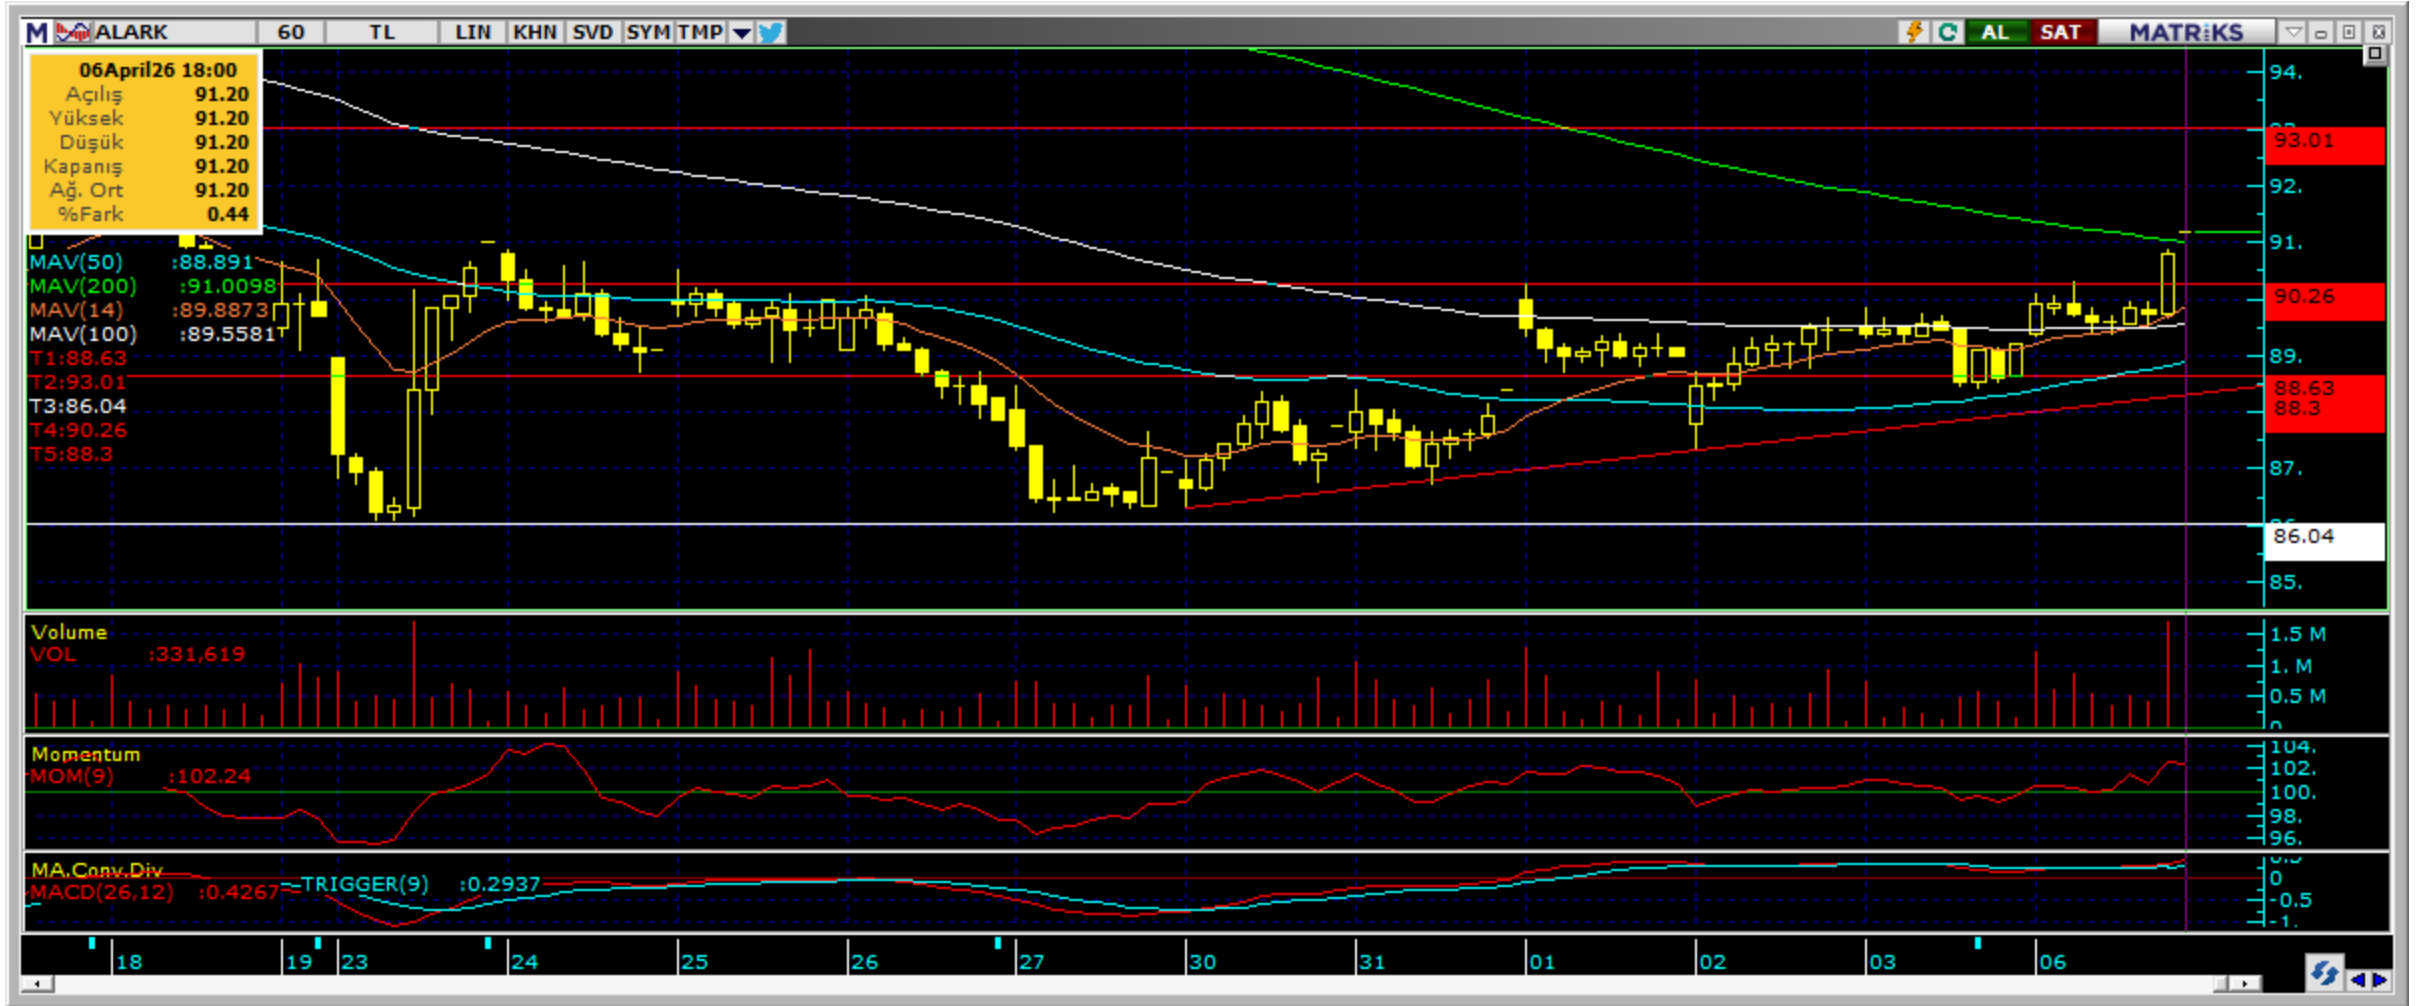 M ALARK 60 TL LIN KHN SVD SYM TMP AL SAT MATRiKS
06April26 18:00
Açılış 91.20
Yüksek 91.20
Düşük 91.20
Kapanış 91.20
Ağ. Ort 91.20
%Fark 0.44
MAV(50) :88.891
MAV(200) :91.0098
MAV(14) :89.8873
MAV(100) :89.5581
T1:88.63
T2:93.01
T3:86.04
T4:90.26
T5:88.3
94.
93.01
92.
91.
90.26
89.
88.63
88.3
87.
86.04
85.
Volume
VOL :331,619
1.5 M
1. M
0.5 M
0
Momentum
MOM(9) :102.24
104.
102.
100.
98.
96.
MA.Conv.Div
MACD(26,12) :0.4267 TRIGGER(9) :0.2937
0.5
0
-0.5
-1.
18 19 23 24 25 26 27 30 31 01 02 03 06